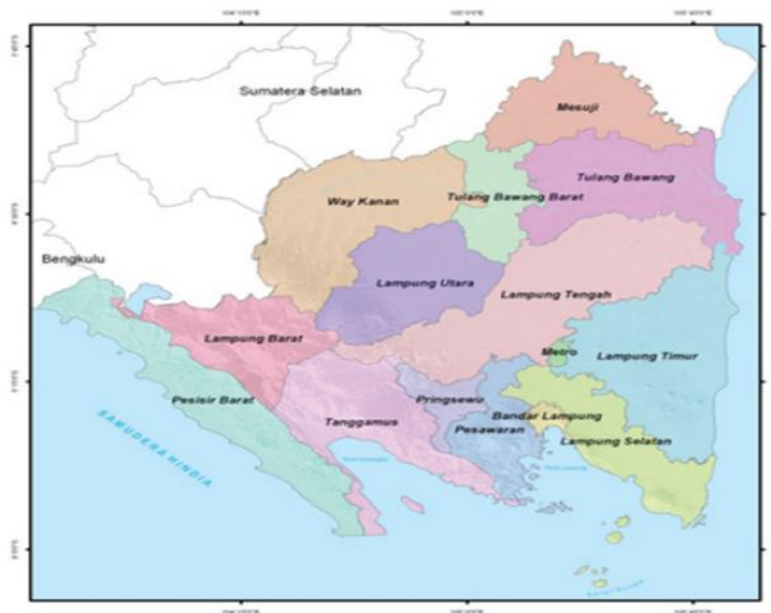 Sumatera Selatan
Mesuji
Tulang Bawang
Way Kanan
Tulang Bawang Barat
Bengkulu
Lampung Utara
Lampung Tengah
Lampung Barat
Metro
Lampung Timur
Pesisir Barat
Pringsewu
Tanggamus
Bandar Lampung
Pesawaran
Lampung Selatan
SAMUDERA HINDIA